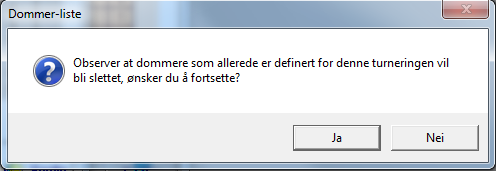 Dommer-liste
Observer at dommere som allerede er definert for denne turneringen vil
bli slettet, ønsker du å fortsette?
Ja
Nei